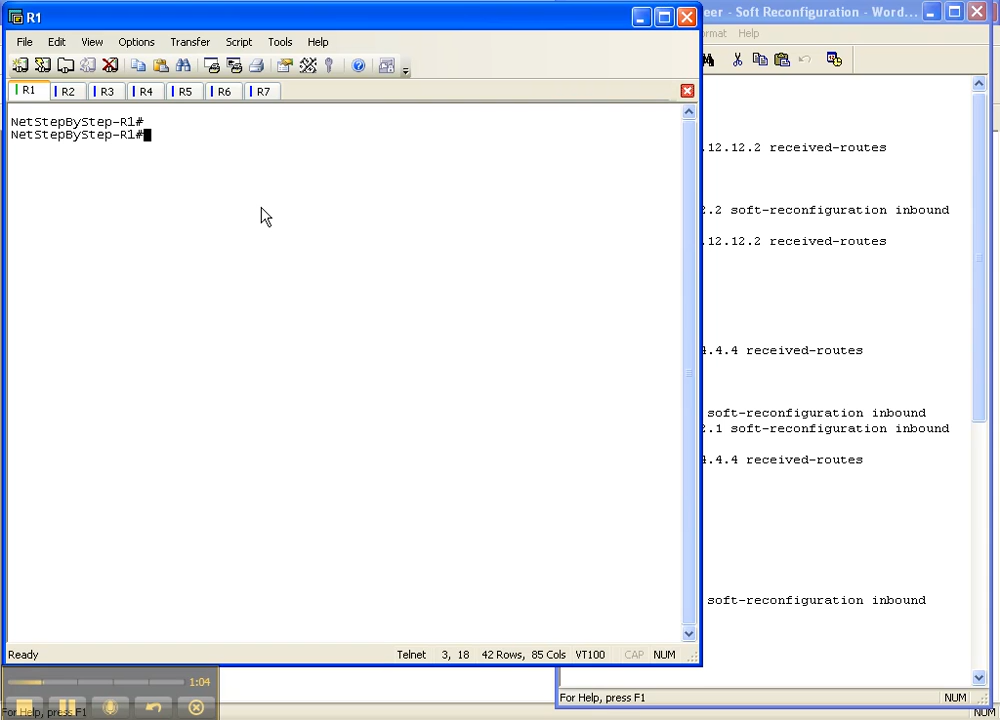 R1
File Edit View Options Transfer Script Tools Help
R1 R2 R3 R4 R5 R6 R7
NetStepByStep-R1#
NetStepByStep-R1#
Ready Telnet 3, 18 42 Rows, 85 Cols VT100 CAP NUM
1:04
For Help, press F1
eer - Soft Reconfiguration - Word...
ormat Help
.12.12.2 received-routes
2.2 soft-reconfiguration inbound
.12.12.2 received-routes
4.4.4 received-routes
soft-reconfiguration inbound
2.1 soft-reconfiguration inbound
4.4.4 received-routes
soft-reconfiguration inbound
For Help, press F1 NUM
NUM